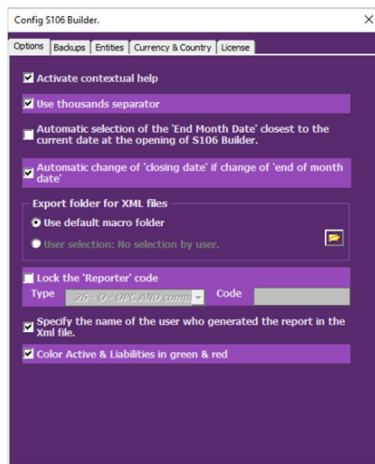 Config S106 Builder.
Options Backups Entities Currency & Country License
Activate contextual help
Use thousands separator
Automatic selection of the 'End Month Date' closest to the
current date at the opening of S106 Builder.
Automatic change of 'closing date' if change of 'end of month
date'
Export folder for XML files
Use default macro folder
User selection: No selection by user.
Lock the 'Reporter' code
Type 26 - O - OPC AND comp. Code
Specify the name of the user who generated the report in the
Xml file.
Color Active & Liabilities in green & red